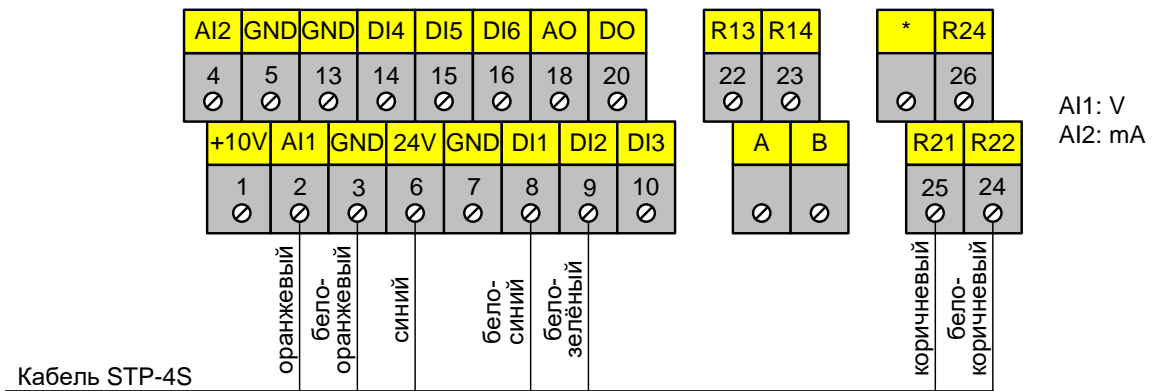 AI2 GND GND DI4 DI5 DI6 AO DO R13 R14 * R24
4 5 13 14 15 16 18 20 22 23 26
AI1: V
AI2: mA
+10V AI1 GND 24V GND DI1 DI2 DI3 A B R21 R22
1 2 3 6 7 8 9 10 25 24
оранжевый
бело-
оранжевый
синий
бело-
синий
бело-
зелёный
коричневый
бело-
коричневый
Кабель STP-4S